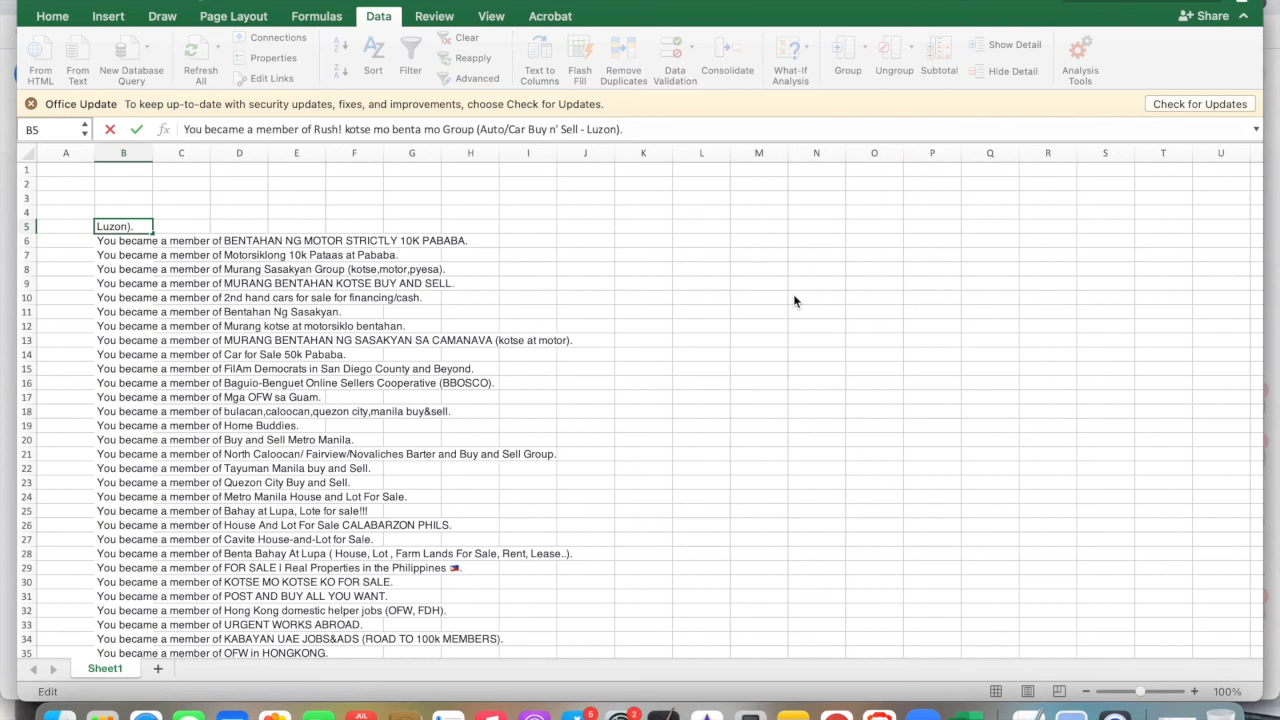 Home Insert Draw Page Layout Formulas Data Review View Acrobat Share
From HTML From Text New Database Query Refresh All Connections Properties Edit Links Sort Filter Clear Reapply Advanced Text to Columns Flash Fill Remove Duplicates Data Validation Consolidate What-If Analysis Group Ungroup Subtotal Show Detail Hide Detail Analysis Tools
Office Update To keep up-to-date with security updates, fixes, and improvements, choose Check for Updates. Check for Updates
B5 fx You became a member of Rush! kotse mo benta mo Group (Auto/Car Buy n' Sell - Luzon).
A B C D E F G H I J K L M N O P Q R S T U
1
2
3
4
5 Luzon).
6 You became a member of BENTAHAN NG MOTOR STRICTLY 10K PABABA.
7 You became a member of Motorsiklong 10k Pataas at Pababa.
8 You became a member of Murang Sasakyan Group (kotse,motor,pyesa).
9 You became a member of MURANG BENTAHAN KOTSE BUY AND SELL.
10 You became a member of 2nd hand cars for sale for financing/cash.
11 You became a member of Bentahan Ng Sasakyan.
12 You became a member of Murang kotse at motorsiklo bentahan.
13 You became a member of MURANG BENTAHAN NG SASAKYAN SA CAMANAVA (kotse at motor).
14 You became a member of Car for Sale 50k Pababa.
15 You became a member of FilAm Democrats in San Diego County and Beyond.
16 You became a member of Baguio-Benguet Online Sellers Cooperative (BBOSCO).
17 You became a member of Mga OFW sa Guam.
18 You became a member of bulacan,caloocan,quezon city,manila buy&sell.
19 You became a member of Home Buddies.
20 You became a member of Buy and Sell Metro Manila.
21 You became a member of North Caloocan/ Fairview/Novaliches Barter and Buy and Sell Group.
22 You became a member of Tayuman Manila buy and Sell.
23 You became a member of Quezon City Buy and Sell.
24 You became a member of Metro Manila House and Lot For Sale.
25 You became a member of Bahay at Lupa, Lote for sale!!!
26 You became a member of House And Lot For Sale CALABARZON PHILS.
27 You became a member of Cavite House-and-Lot for Sale.
28 You became a member of Benta Bahay At Lupa ( House, Lot , Farm Lands For Sale, Rent, Lease..).
29 You became a member of FOR SALE I Real Properties in the Philippines 🇵🇭.
30 You became a member of KOTSE MO KOTSE KO FOR SALE.
31 You became a member of POST AND BUY ALL YOU WANT.
32 You became a member of Hong Kong domestic helper jobs (OFW, FDH).
33 You became a member of URGENT WORKS ABROAD.
34 You became a member of KABAYAN UAE JOBS&ADS (ROAD TO 100k MEMBERS).
35 You became a member of OFW in HONGKONG.
Sheet1
Edit 100%
JUL 5 2